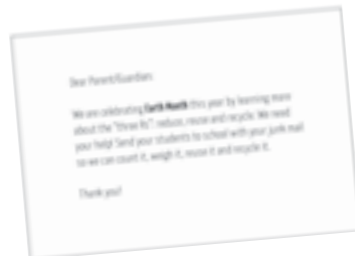 Dear Parent/Guardian:
We are celebrating Earth Month this year by learning more
about the "three Rs": reduce, reuse and recycle. We need
your help! Send your students to school with your junk mail
so we can count it, weigh it, reuse it and recycle it.
Thank you!